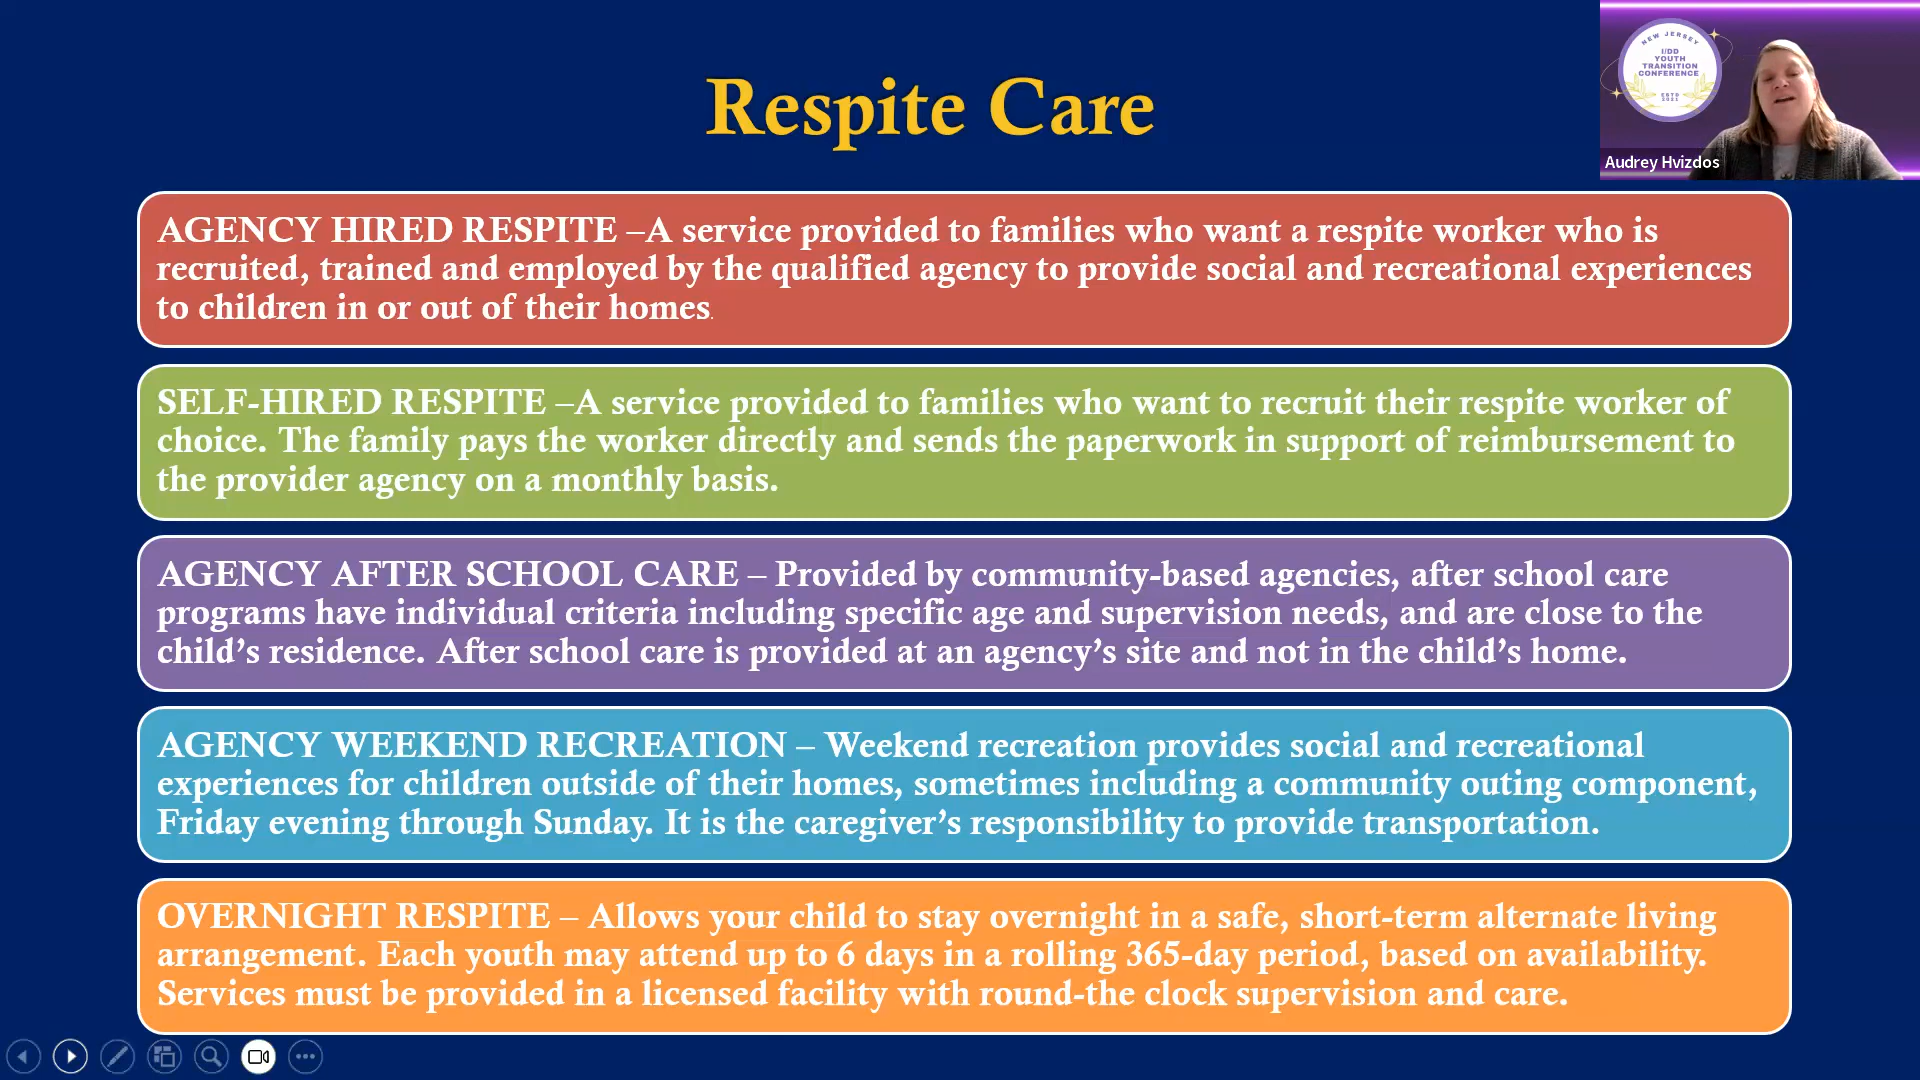 Respite Care
NEW JERSEY
I/DD
YOUTH
TRANSITION
CONFERENCE
ESTD
2021
Audrey Hvizdos
AGENCY HIRED RESPITE –A service provided to families who want a respite worker who is
recruited, trained and employed by the qualified agency to provide social and recreational experiences
to children in or out of their homes.
SELF-HIRED RESPITE –A service provided to families who want to recruit their respite worker of
choice. The family pays the worker directly and sends the paperwork in support of reimbursement to
the provider agency on a monthly basis.
AGENCY AFTER SCHOOL CARE – Provided by community-based agencies, after school care
programs have individual criteria including specific age and supervision needs, and are close to the
child’s residence. After school care is provided at an agency’s site and not in the child’s home.
AGENCY WEEKEND RECREATION – Weekend recreation provides social and recreational
experiences for children outside of their homes, sometimes including a community outing component,
Friday evening through Sunday. It is the caregiver’s responsibility to provide transportation.
OVERNIGHT RESPITE – Allows your child to stay overnight in a safe, short-term alternate living
arrangement. Each youth may attend up to 6 days in a rolling 365-day period, based on availability.
Services must be provided in a licensed facility with round-the clock supervision and care.